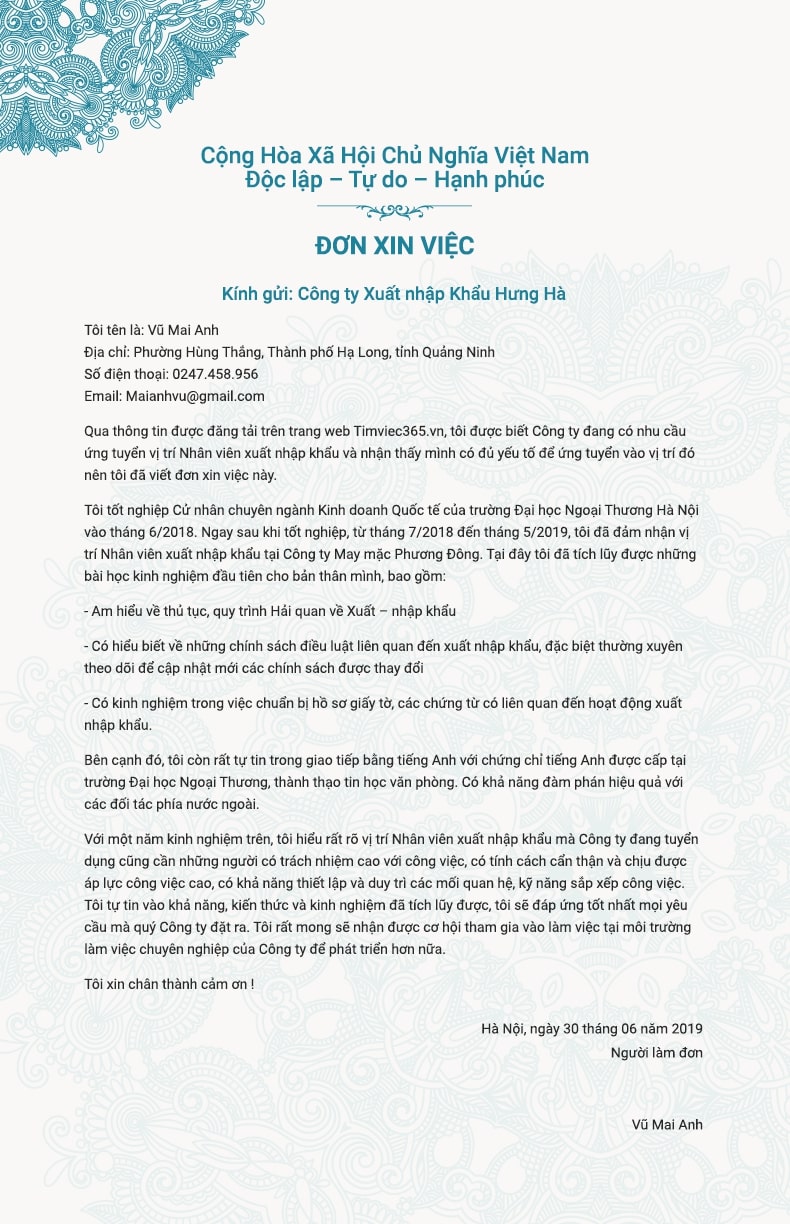 Cộng Hòa Xã Hội Chủ Nghĩa Việt Nam
Độc lập – Tự do – Hạnh phúc
ĐƠN XIN VIỆC
Kính gửi: Công ty Xuất nhập Khẩu Hưng Hà
Tôi tên là: Vũ Mai Anh
Địa chỉ: Phường Hùng Thắng, Thành phố Hạ Long, tỉnh Quảng Ninh
Số điện thoại: 0247.458.956
Email: Maianhvu@gmail.com
Qua thông tin được đăng tải trên trang web Timviec365.vn, tôi được biết Công ty đang có nhu cầu
ứng tuyển vị trí Nhân viên xuất nhập khẩu và nhận thấy mình có đủ yếu tố để ứng tuyển vào vị trí đó
nên tôi đã viết đơn xin việc này.
Tôi tốt nghiệp Cử nhân chuyên ngành Kinh doanh Quốc tế của trường Đại học Ngoại Thương Hà Nội
vào tháng 6/2018. Ngay sau khi tốt nghiệp, từ tháng 7/2018 đến tháng 5/2019, tôi đã đảm nhận vị
trí Nhân viên xuất nhập khẩu tại Công ty May mặc Phương Đông. Tại đây tôi đã tích lũy được những
bài học kinh nghiệm đầu tiên cho bản thân mình, bao gồm:
- Am hiểu về thủ tục, quy trình Hải quan về Xuất – nhập khẩu
- Có hiểu biết về những chính sách điều luật liên quan đến xuất nhập khẩu, đặc biệt thường xuyên
theo dõi để cập nhật mới các chính sách được thay đổi
- Có kinh nghiệm trong việc chuẩn bị hồ sơ giấy tờ, các chứng từ có liên quan đến hoạt động xuất
nhập khẩu.
Bên cạnh đó, tôi còn rất tự tin trong giao tiếp bằng tiếng Anh với chứng chỉ tiếng Anh được cấp tại
trường Đại học Ngoại Thương, thành thạo tin học văn phòng. Có khả năng đàm phán hiệu quả với
các đối tác phía nước ngoài.
Với một năm kinh nghiệm trên, tôi hiểu rất rõ vị trí Nhân viên xuất nhập khẩu mà Công ty đang tuyển
dụng cũng cần những người có trách nhiệm cao với công việc, có tính cách cẩn thận và chịu được
áp lực công việc cao, có khả năng thiết lập và duy trì các mối quan hệ, kỹ năng sắp xếp công việc.
Tôi tự tin vào khả năng, kiến thức và kinh nghiệm đã tích lũy được, tôi sẽ đáp ứng tốt nhất mọi yêu
cầu mà quý Công ty đặt ra. Tôi rất mong sẽ nhận được cơ hội tham gia vào làm việc tại môi trường
làm việc chuyên nghiệp của Công ty để phát triển hơn nữa.
Tôi xin chân thành cảm ơn !
Hà Nội, ngày 30 tháng 06 năm 2019
Người làm đơn
Vũ Mai Anh